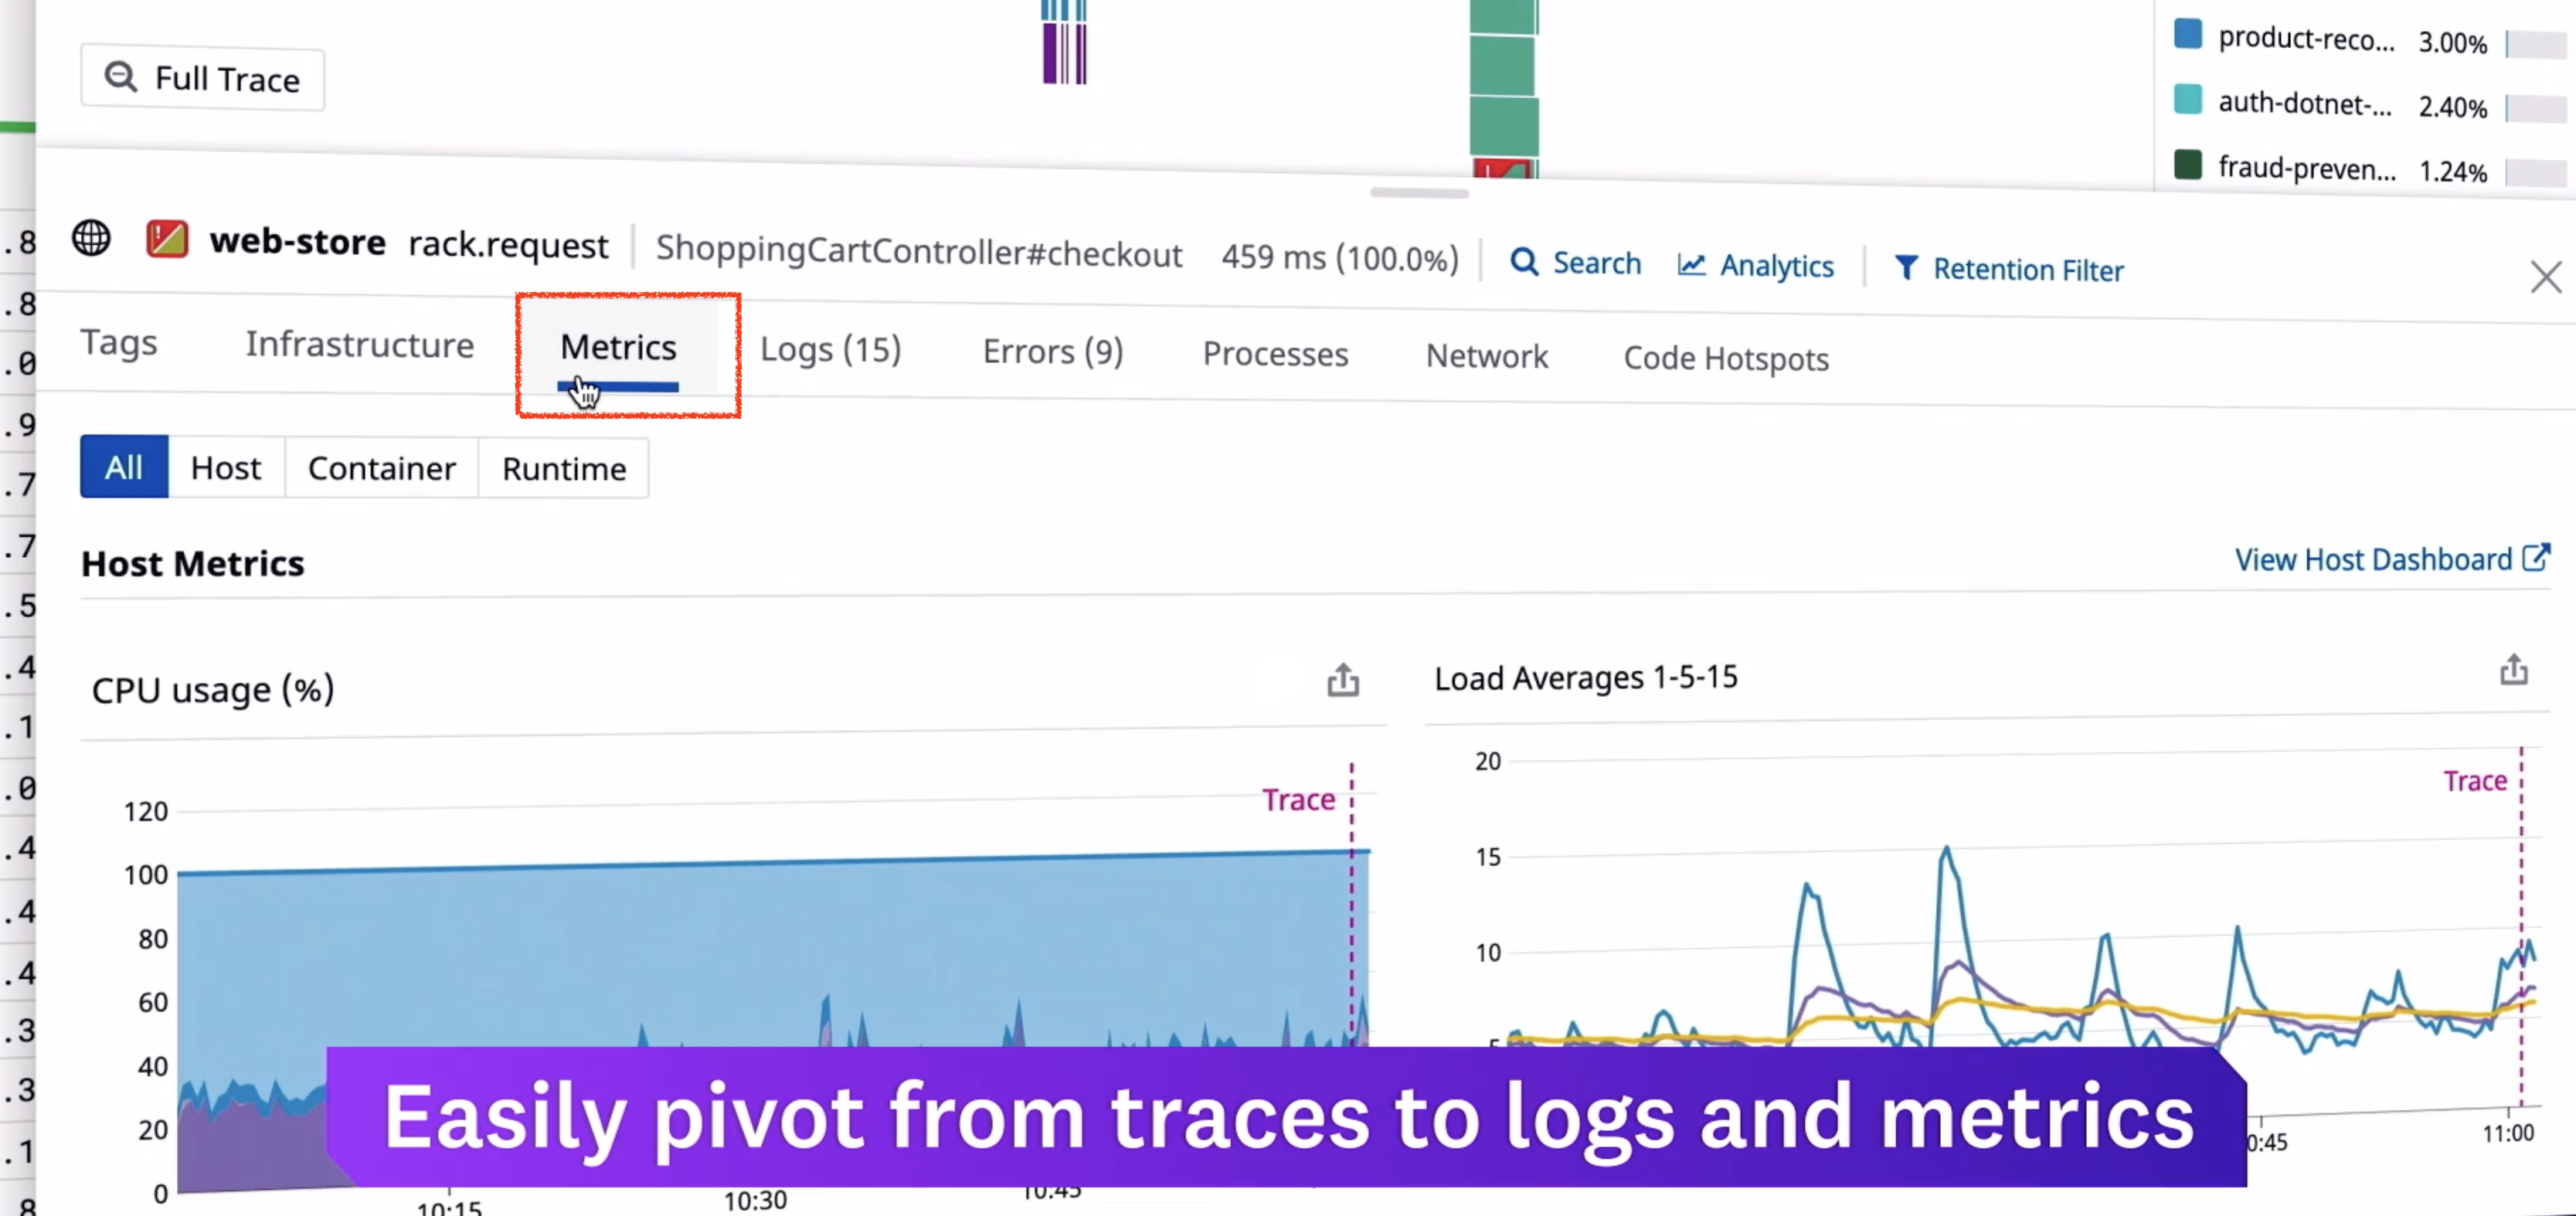 product-reco... 3.00%
Full Trace
auth-dotnet-... 2.40%
fraud-preven... 1.24%
web-store rack.request ShoppingCartController#checkout 459 ms (100.0%) Search Analytics Retention Filter
Tags Infrastructure Metrics Logs (15) Errors (9) Processes Network Code Hotspots
All Host Container Runtime
Host Metrics View Host Dashboard
CPU usage (%)
Trace
120
100
80
60
40
20
0
10:15 10:30 10:45
Load Averages 1-5-15
Trace
20
15
10
5
0:45 11:00
Easily pivot from traces to logs and metrics
.8
.8
.0
.9
.7
.7
.5
.4
.1
.0
.4
.4
.4
.3
.3
.1
8